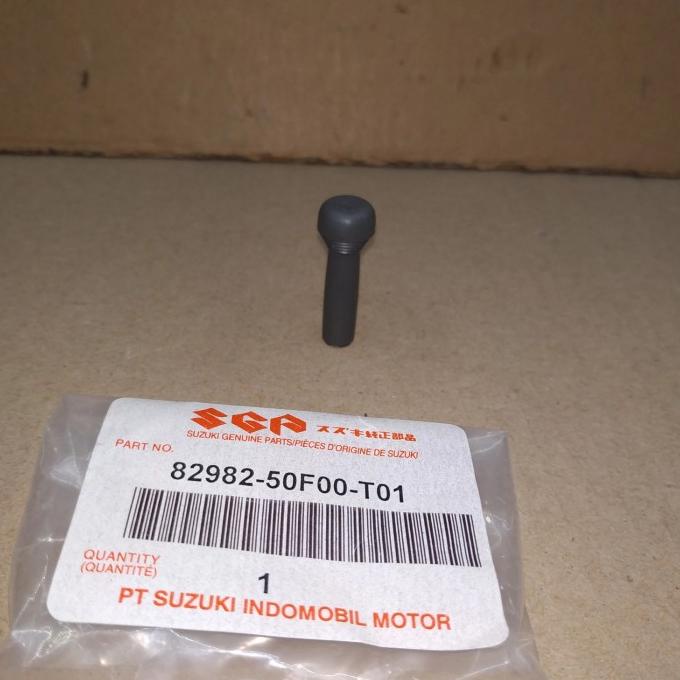 SGP スズキ純正部品
SUZUKI GENUINE PARTS/PIÈCES D'ORIGINE DE SUZUKI
PART NO.
82982-50F00-T01
QUANTITY
(QUANTITÉ)
1
PT SUZUKI INDOMOBIL MOTOR